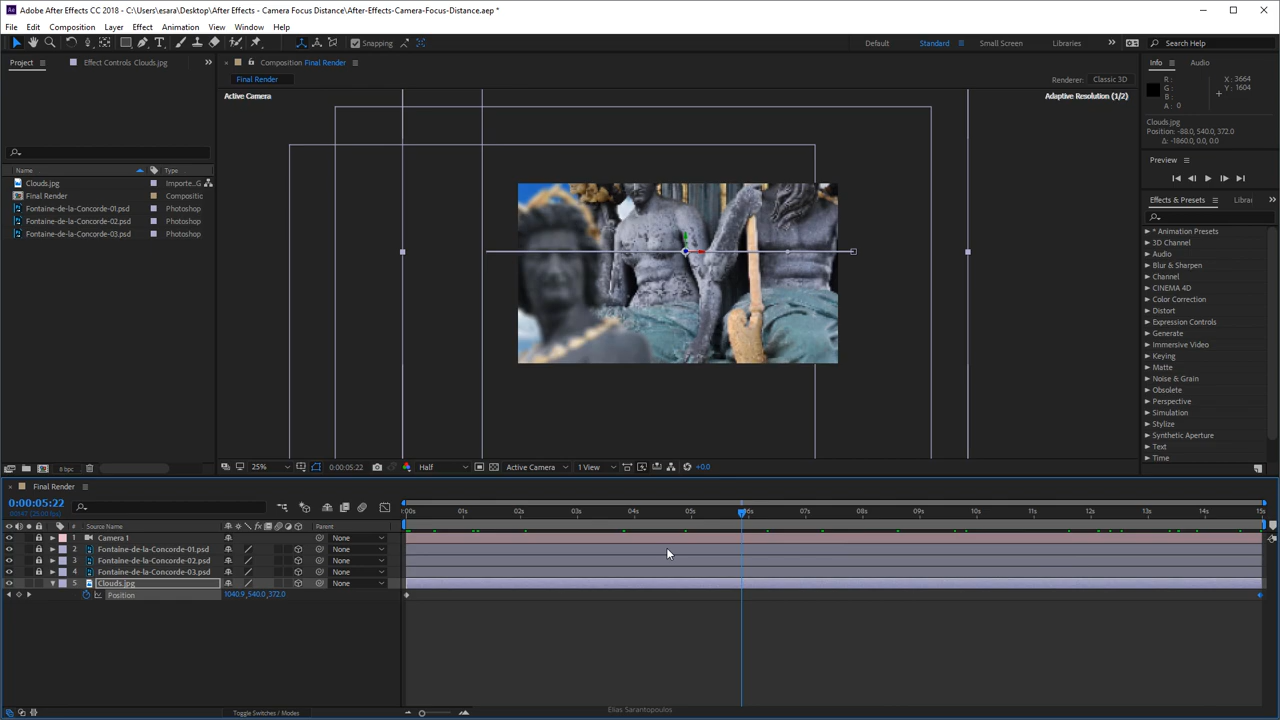 Adobe After Effects CC 2018 - C:\Users\esara\Desktop\After Effects - Camera Focus Distance\After-Effects-Camera-Focus-Distance.aep *
File Edit Composition Layer Effect Animation View Window Help
Snapping Default Standard Small Screen Libraries Search Help
Project Effect Controls Clouds.jpg Composition Final Render Info Audio
Final Render Renderer: Classic 3D
Active Camera Adaptive Resolution (1/2)
R: X: 3664
G: Y: 1604
B:
A: 0
Clouds.jpg
Position: -88.0, 540.0, 372.0
Δ: -1860.0, 0.0, 0.0
Preview
Name Type
Clouds.jpg Importe...G
Final Render Compositic
Fontaine-de-la-Concorde-01.psd Photoshop
Fontaine-de-la-Concorde-02.psd Photoshop
Fontaine-de-la-Concorde-03.psd Photoshop
Effects & Presets Librar
* Animation Presets
3D Channel
Audio
Blur & Sharpen
Channel
CINEMA 4D
Color Correction
Distort
Expression Controls
Generate
Immersive Video
Keying
Matte
Noise & Grain
Obsolete
Perspective
Simulation
Stylize
Synthetic Aperture
Text
Time
8 bpc 25% 0:00:05:22 Half Active Camera 1 View +0.0
Final Render
0:00:05:22
# Source Name Parent
:00s 01s 02s 03s 04s 05s 06s 07s 08s 09s 10s 11s 12s 13s 14s 15s
1 Camera 1 None
2 Fontaine-de-la-Concorde-01.psd None
3 Fontaine-de-la-Concorde-02.psd None
4 Fontaine-de-la-Concorde-03.psd None
5 Clouds.jpg None
Position 1040.9,540.0,372.0
Toggle Switches / Modes
Elias Sarantopoulos